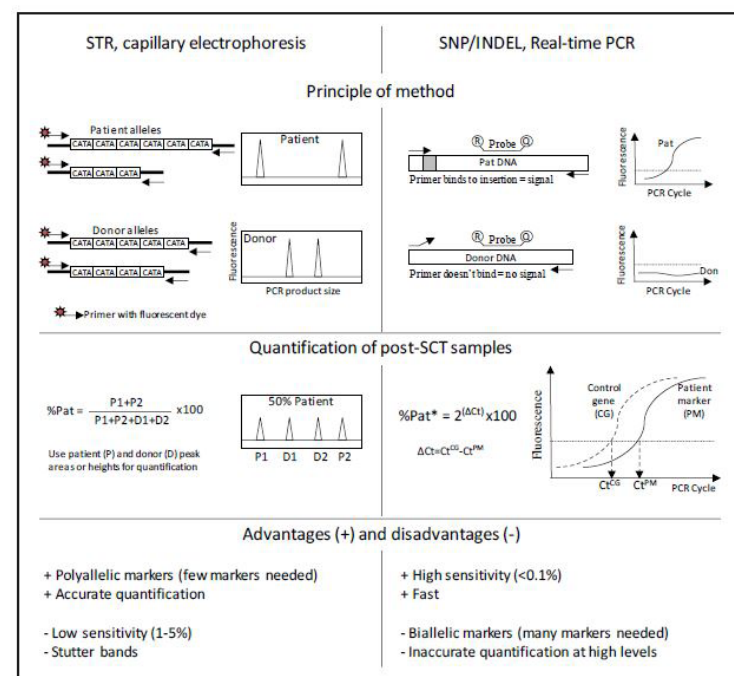 STR, capillary electrophoresis
SNP/INDEL, Real-time PCR
Principle of method
Patient alleles
CATA CATA CATA CATA CATA CATA
CATA CATA CATA
Patient
Donor alleles
CATA CATA CATA CATA CATA
CATA CATA CATA CATA
Fluorescence
Donor
PCR product size
Primer with fluorescent dye
R Probe Q
Pat DNA
Primer binds to insertion = signal
Fluorescence
Pat
PCR Cycle
R Probe Q
Donor DNA
Primer doesn't bind = no signal
Fluorescence
Don
PCR Cycle
Quantification of post-SCT samples
%Pat = P1+P2
P1+P2+D1+D2 x100
Use patient (P) and donor (D) peak
areas or heights for quantification
50% Patient
P1 D1 D2 P2
%Pat* = 2^(ΔCt) x100
ΔCt=Ct^CG-Ct^PM
Fluorescence
Control
gene
(CG)
Patient
marker
(PM)
Ct^CG Ct^PM PCR Cycle
Advantages (+) and disadvantages (-)
+ Polyallelic markers (few markers needed)
+ Accurate quantification
- Low sensitivity (1-5%)
- Stutter bands
+ High sensitivity (<0.1%)
+ Fast
- Biallelic markers (many markers needed)
- Inaccurate quantification at high levels